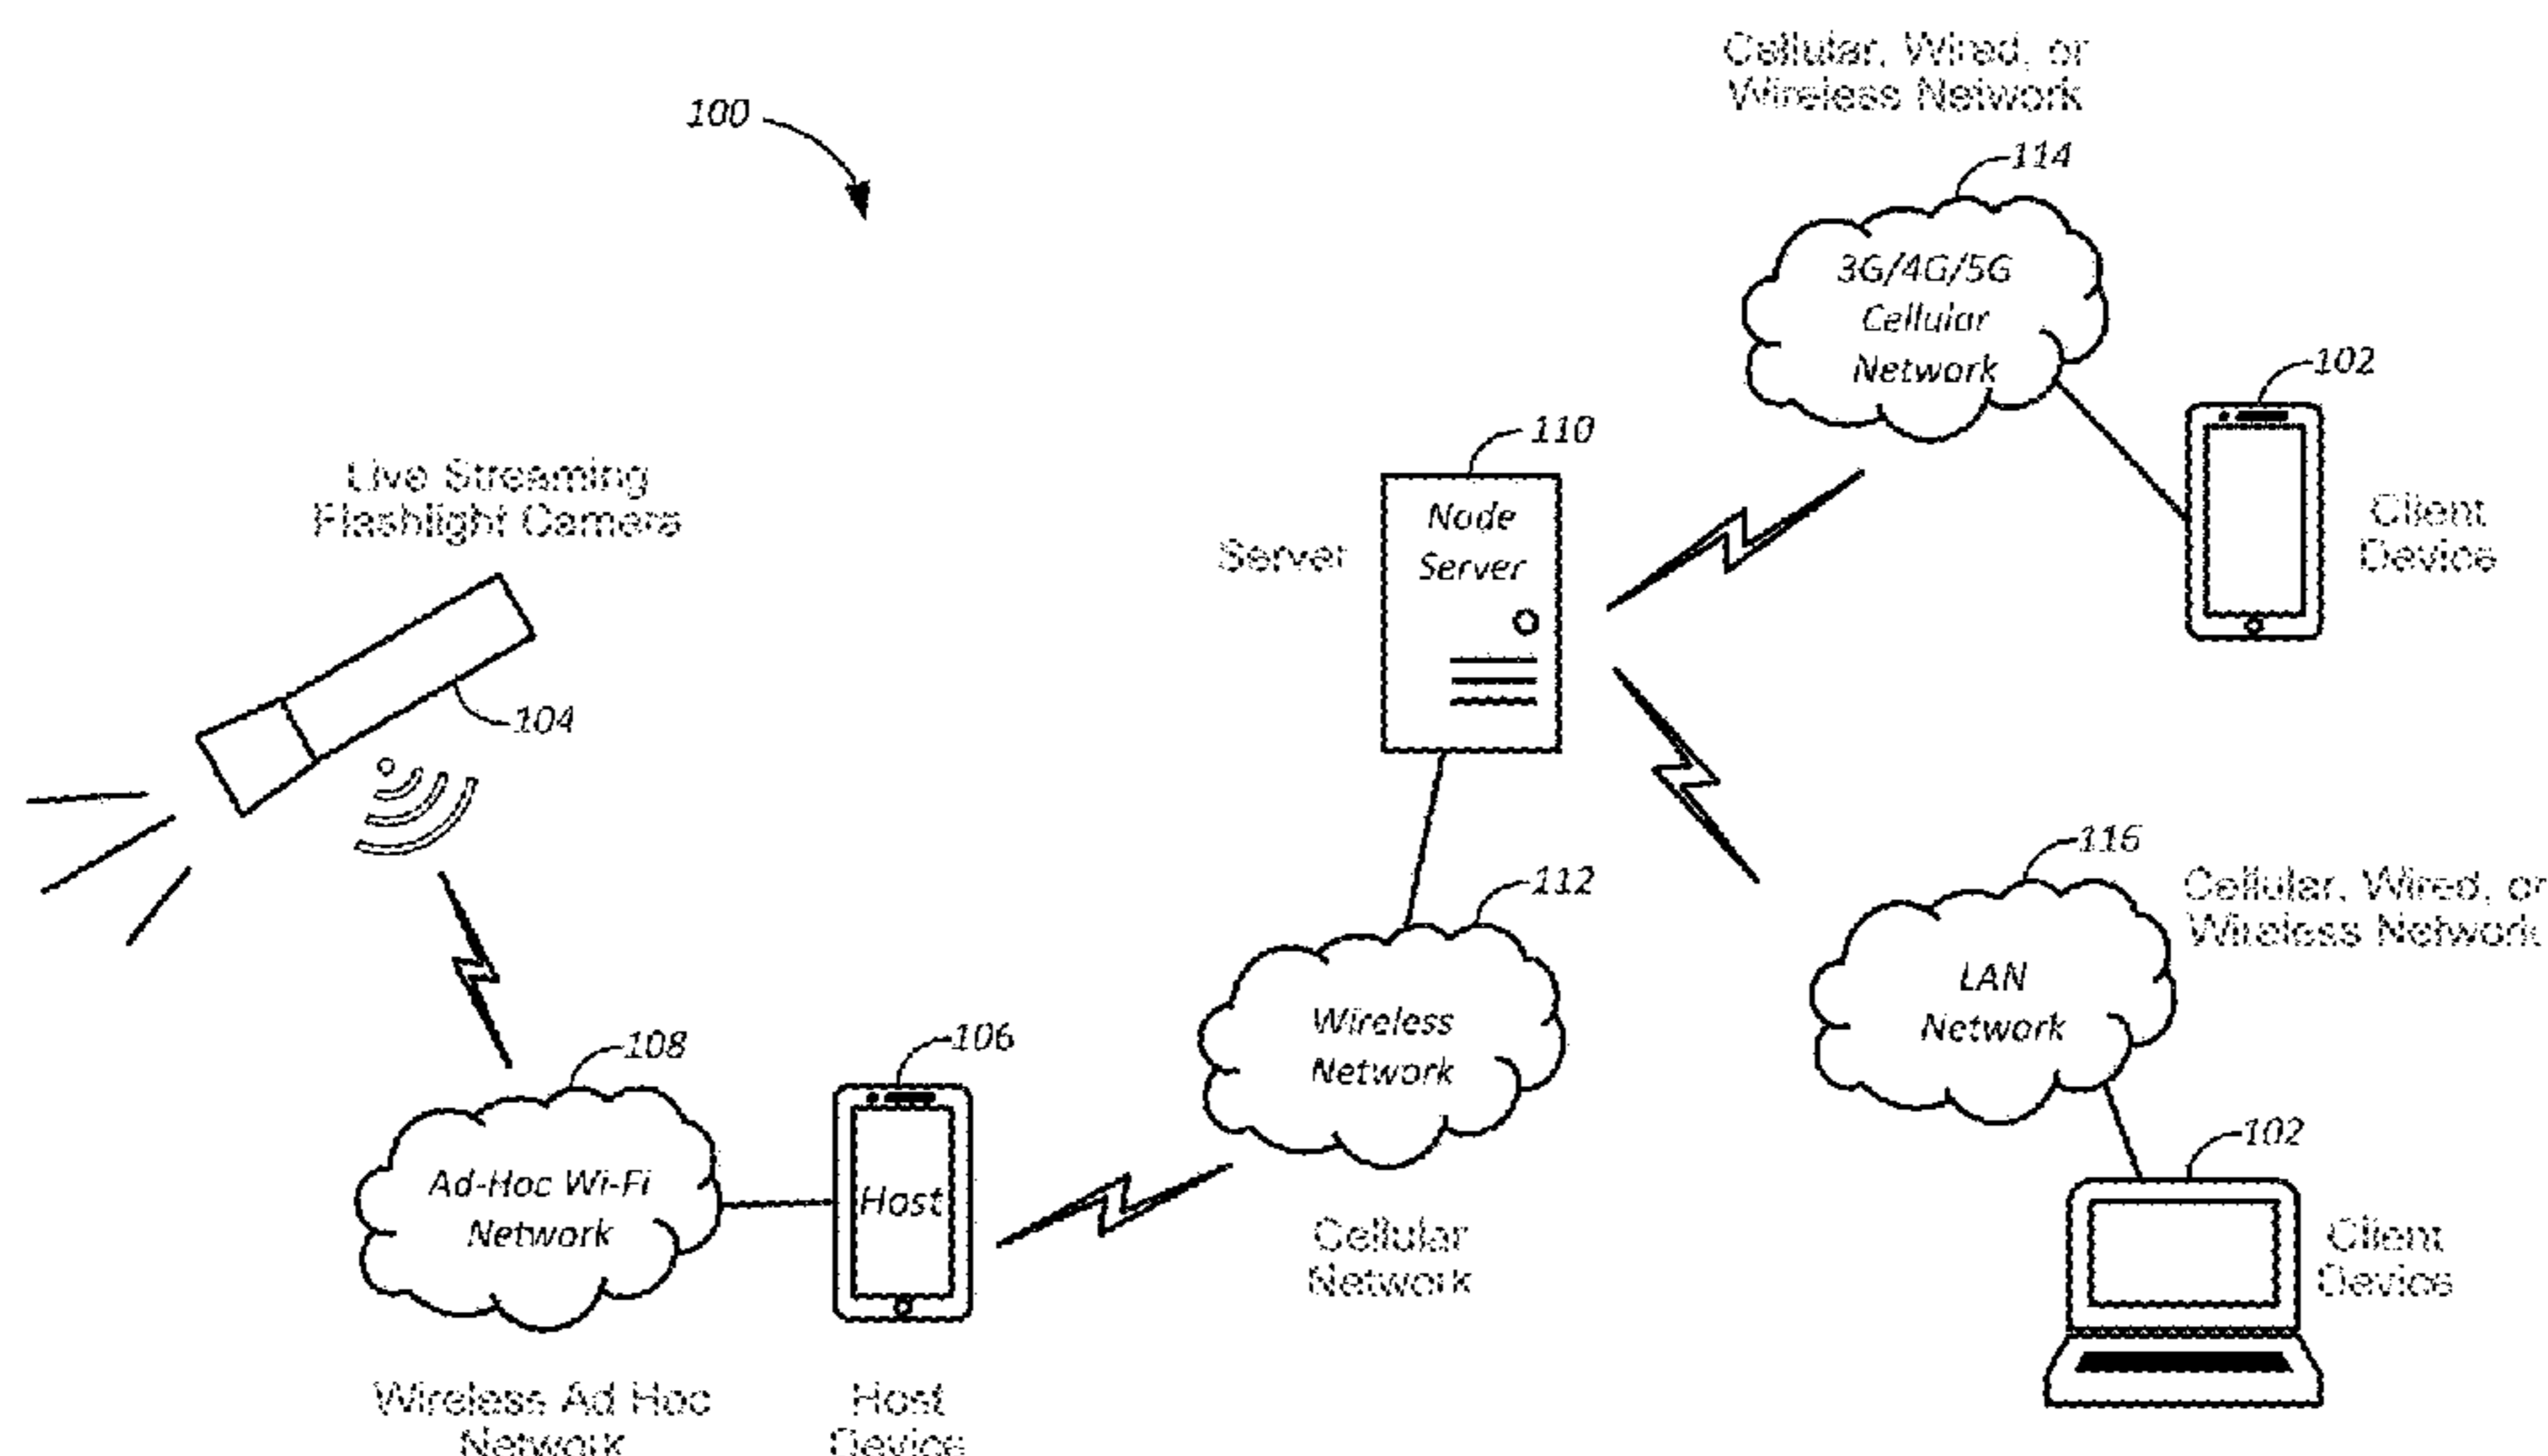 Cellular, Wired, or
Wireless Network
100
114
3G/4G/5G
Cellular
Network
102
Client
Device
110
Node
Server
Server
Live Streaming
Flashlight Camera
104
116
Cellular, Wired, or
Wireless Network
LAN
Network
112
Wireless
Network
Cellular
Network
108
Ad-Hoc Wi-Fi
Network
106
Host
102
Client
Device
Wireless Ad Hoc
Network
Host
Device